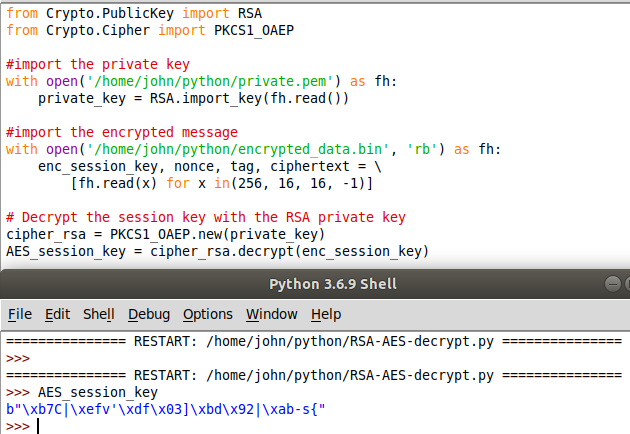 from Crypto.PublicKey import RSA
from Crypto.Cipher import PKCS1_OAEP

#import the private key
with open('/home/john/python/private.pem') as fh:
    private_key = RSA.import_key(fh.read())

#import the encrypted message
with open('/home/john/python/encrypted_data.bin', 'rb') as fh:
    enc_session_key, nonce, tag, ciphertext = \
        [fh.read(x) for x in(256, 16, 16, -1)]

# Decrypt the session key with the RSA private key
cipher_rsa = PKCS1_OAEP.new(private_key)
AES_session_key = cipher_rsa.decrypt(enc_session_key)
Python 3.6.9 Shell
File Edit Shell Debug Options Window Help
=============== RESTART: /home/john/python/RSA-AES-decrypt.py ===============
>>>
=============== RESTART: /home/john/python/RSA-AES-decrypt.py ===============
>>> AES_session_key
b"\xb7C|\xefv'\xdf\x03]\xbd\x92|\xab-s{"
>>>